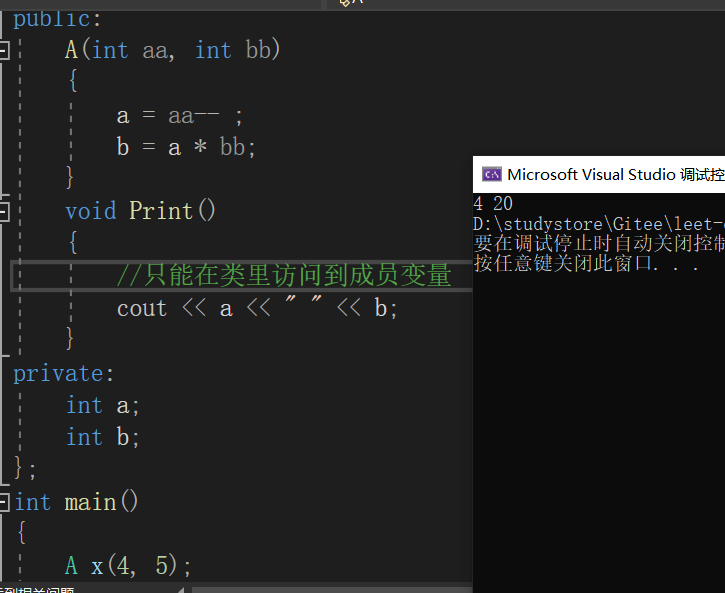 public:
A(int aa, int bb)
{
a = aa-- ;
b = a * bb;
}
void Print()
{
//只能在类里访问到成员变量
cout << a << " " << b;
}
private:
int a;
int b;
};
int main()
{
A x(4, 5);
Microsoft Visual Studio 调试控
4 20
D:\studystore\Gitee\leet-
要在调试停止时自动关闭控制
按任意键关闭此窗口. . .